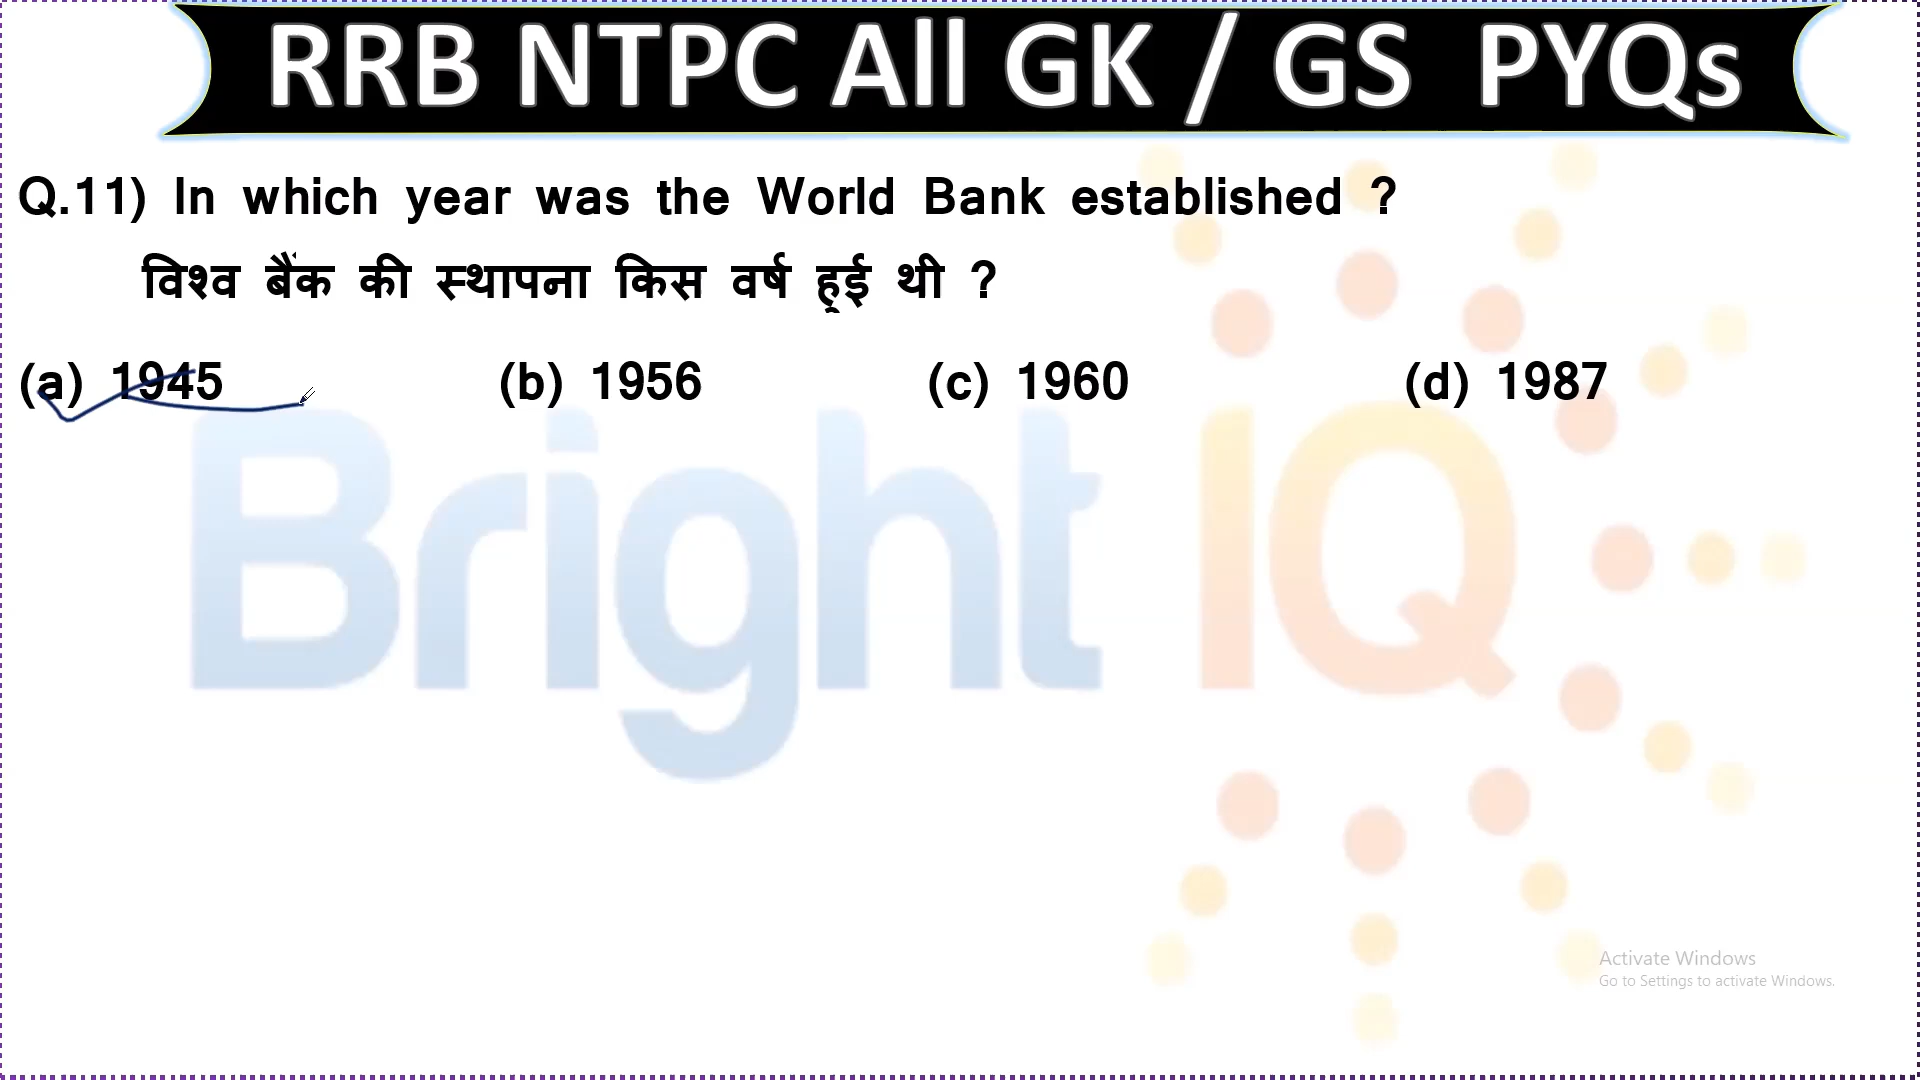 RRB NTPC All GK / GS PYQs
Q.11) In which year was the World Bank established ?
विश्व बैंक की स्थापना किस वर्ष हुई थी ?
(a) 1945 (b) 1956 (c) 1960 (d) 1987
Bright IQ
Activate Windows
Go to Settings to activate Windows.